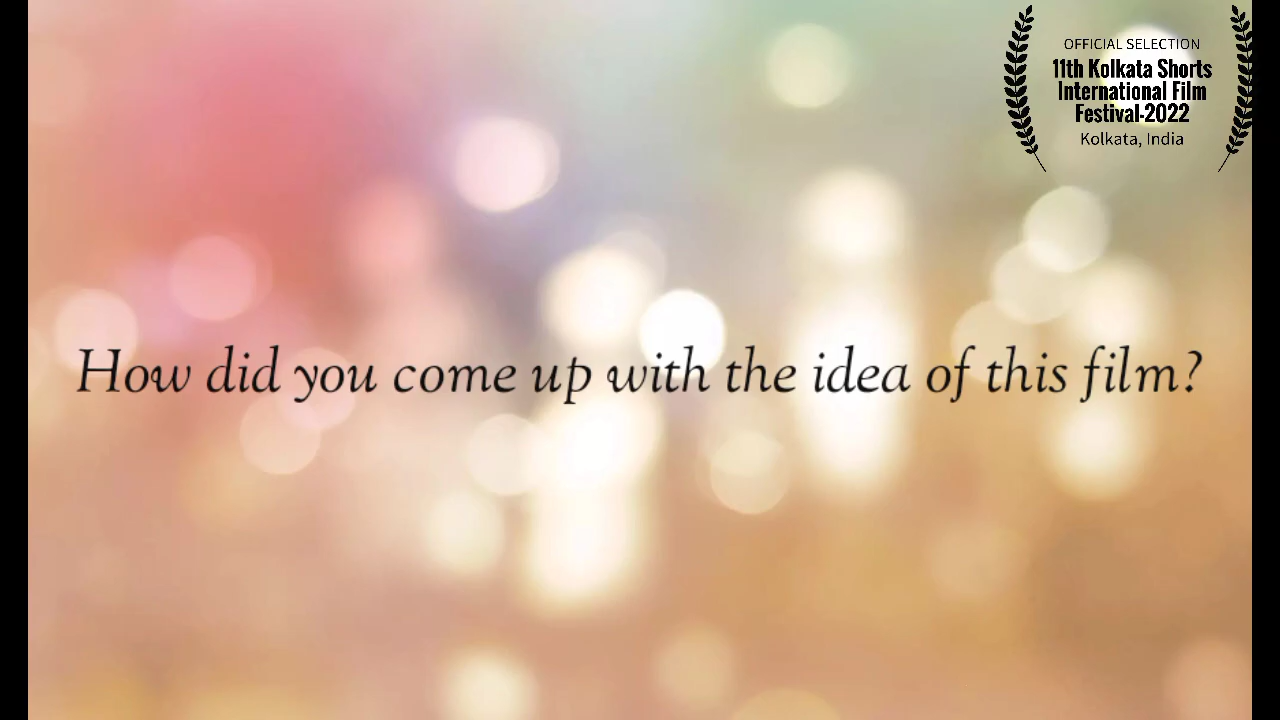 OFFICIAL SELECTION
11th Kolkata Shorts
International Film
Festival-2022
Kolkata, India
How did you come up with the idea of this film?